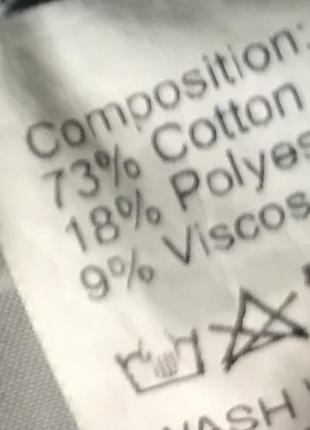 Composition:
73% Cotton
18% Polyes
9% Viscos
WASH